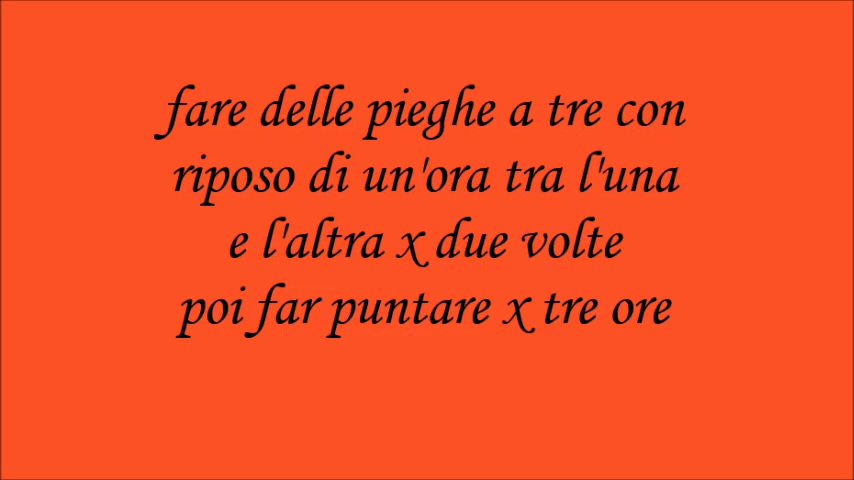 fare delle pieghe a tre con
riposo di un'ora tra l'una
e l'altra x due volte
poi far puntare x tre ore